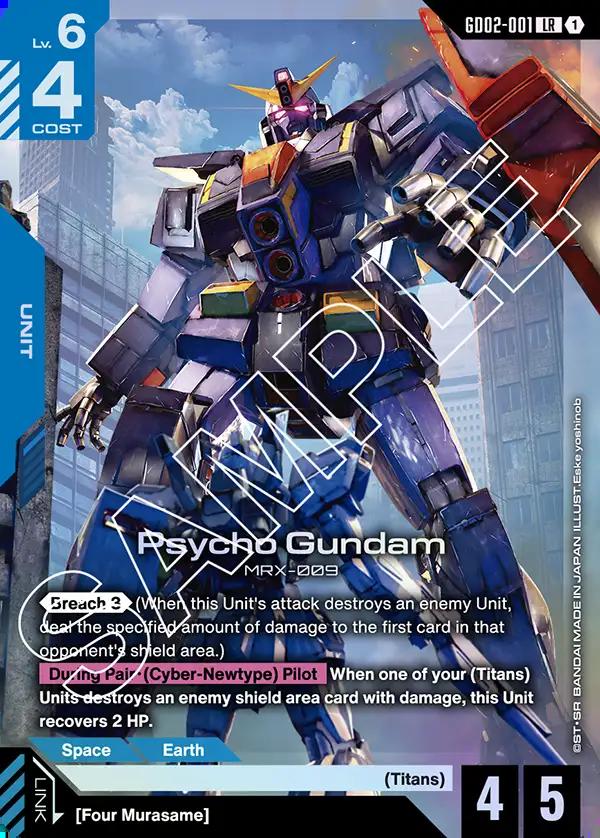 Lv. 6
4
COST
GD02-001 LR 1
UNIT
SAMPLE
Psycho Gundam
MRX-009
Breach 3 (When this Unit's attack destroys an enemy Unit,
deal the specified amount of damage to the first card in that
opponent's shield area.)
During Pair･(Cyber-Newtype) Pilot When one of your (Titans)
Units destroys an enemy shield area card with damage, this Unit
recovers 2 HP.
Space Earth
(Titans)
LINK
[Four Murasame]
4 5
©ST･SR BANDAI MADE IN JAPAN ILLUST.Eske yoshinob